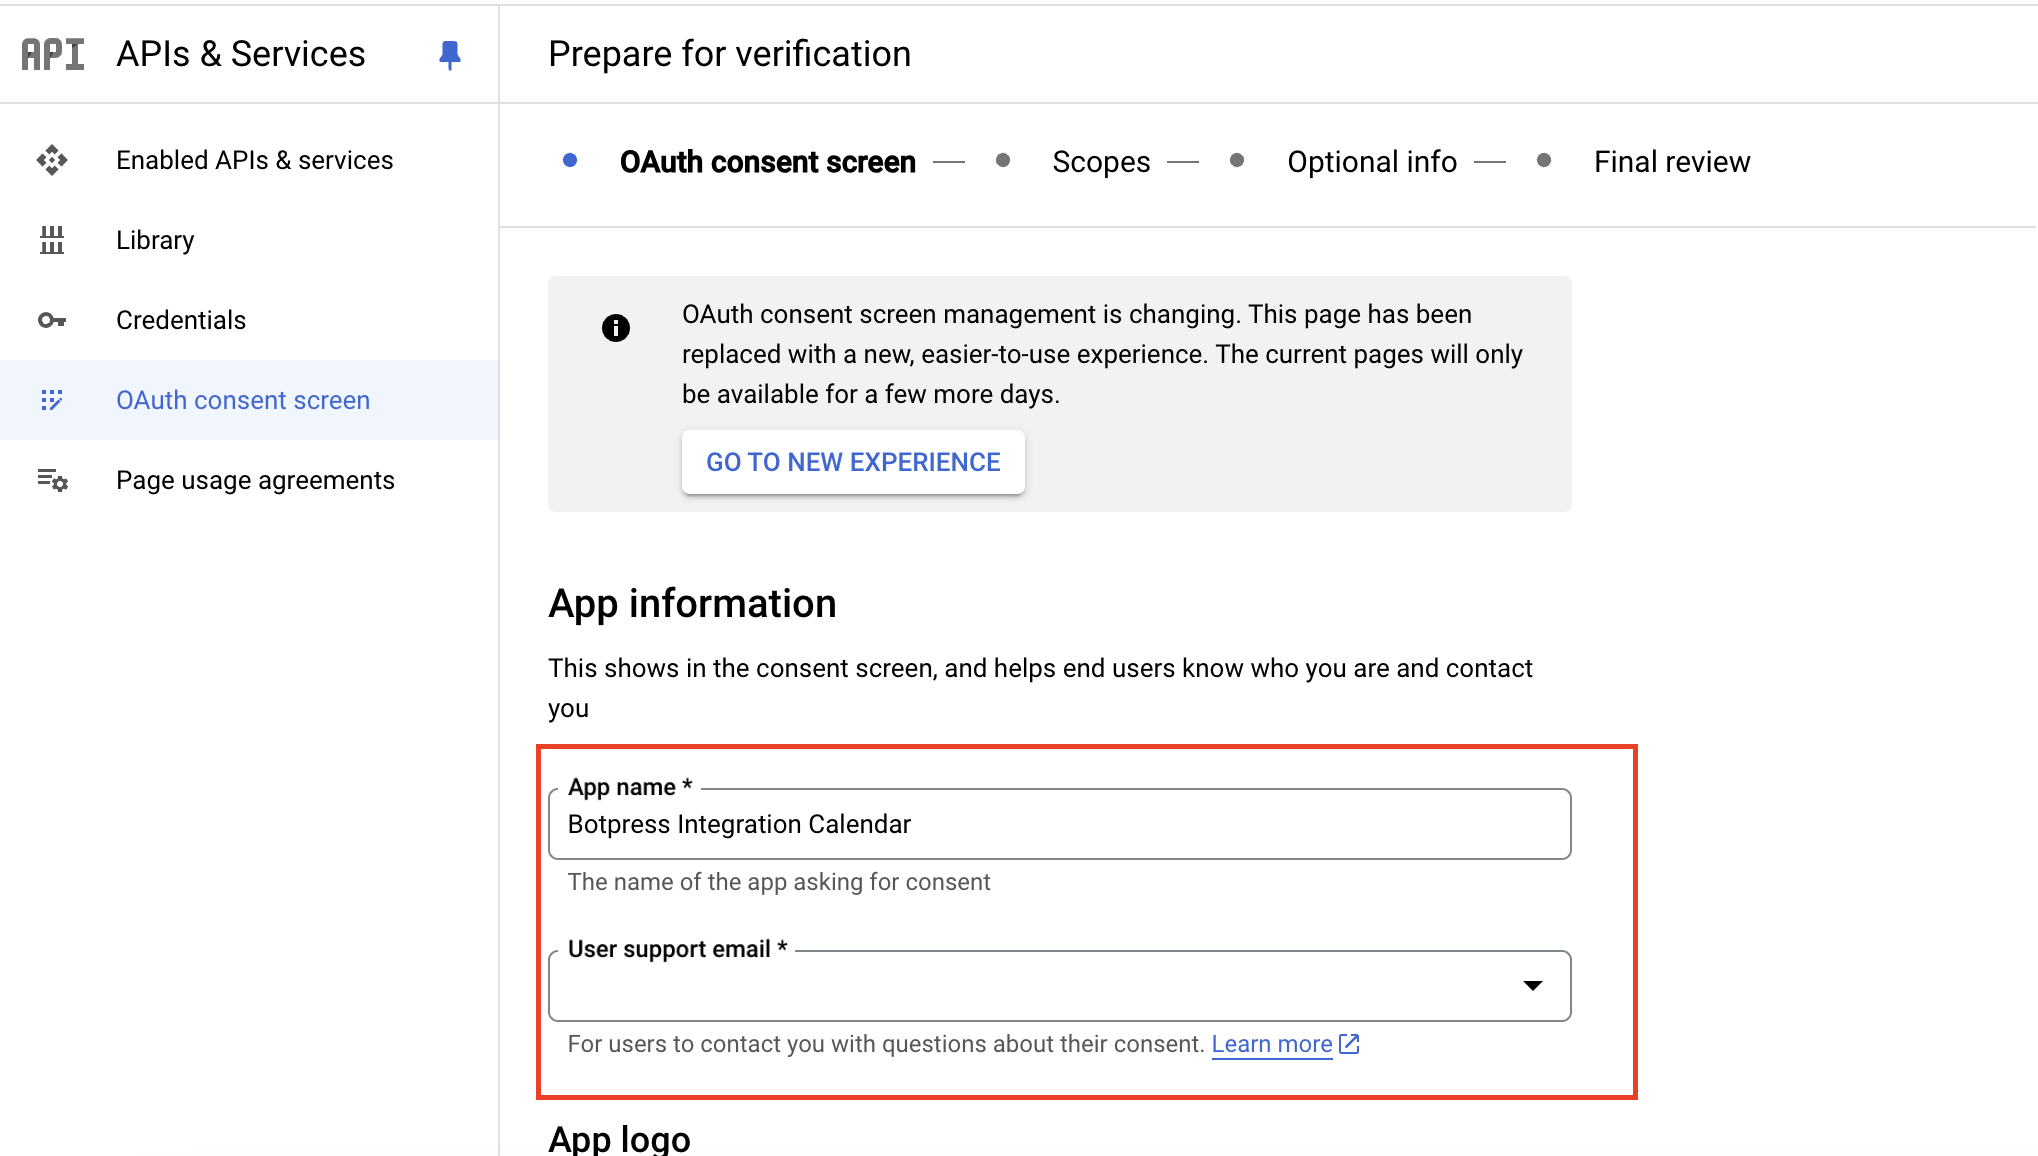 API APIs & Services
Prepare for verification
Enabled APIs & services
Library
Credentials
OAuth consent screen
Page usage agreements
OAuth consent screen — Scopes — Optional info — Final review
OAuth consent screen management is changing. This page has been
replaced with a new, easier-to-use experience. The current pages will only
be available for a few more days.
GO TO NEW EXPERIENCE
App information
This shows in the consent screen, and helps end users know who you are and contact
you
App name *
Botpress Integration Calendar
The name of the app asking for consent
User support email *
For users to contact you with questions about their consent. Learn more
App logo